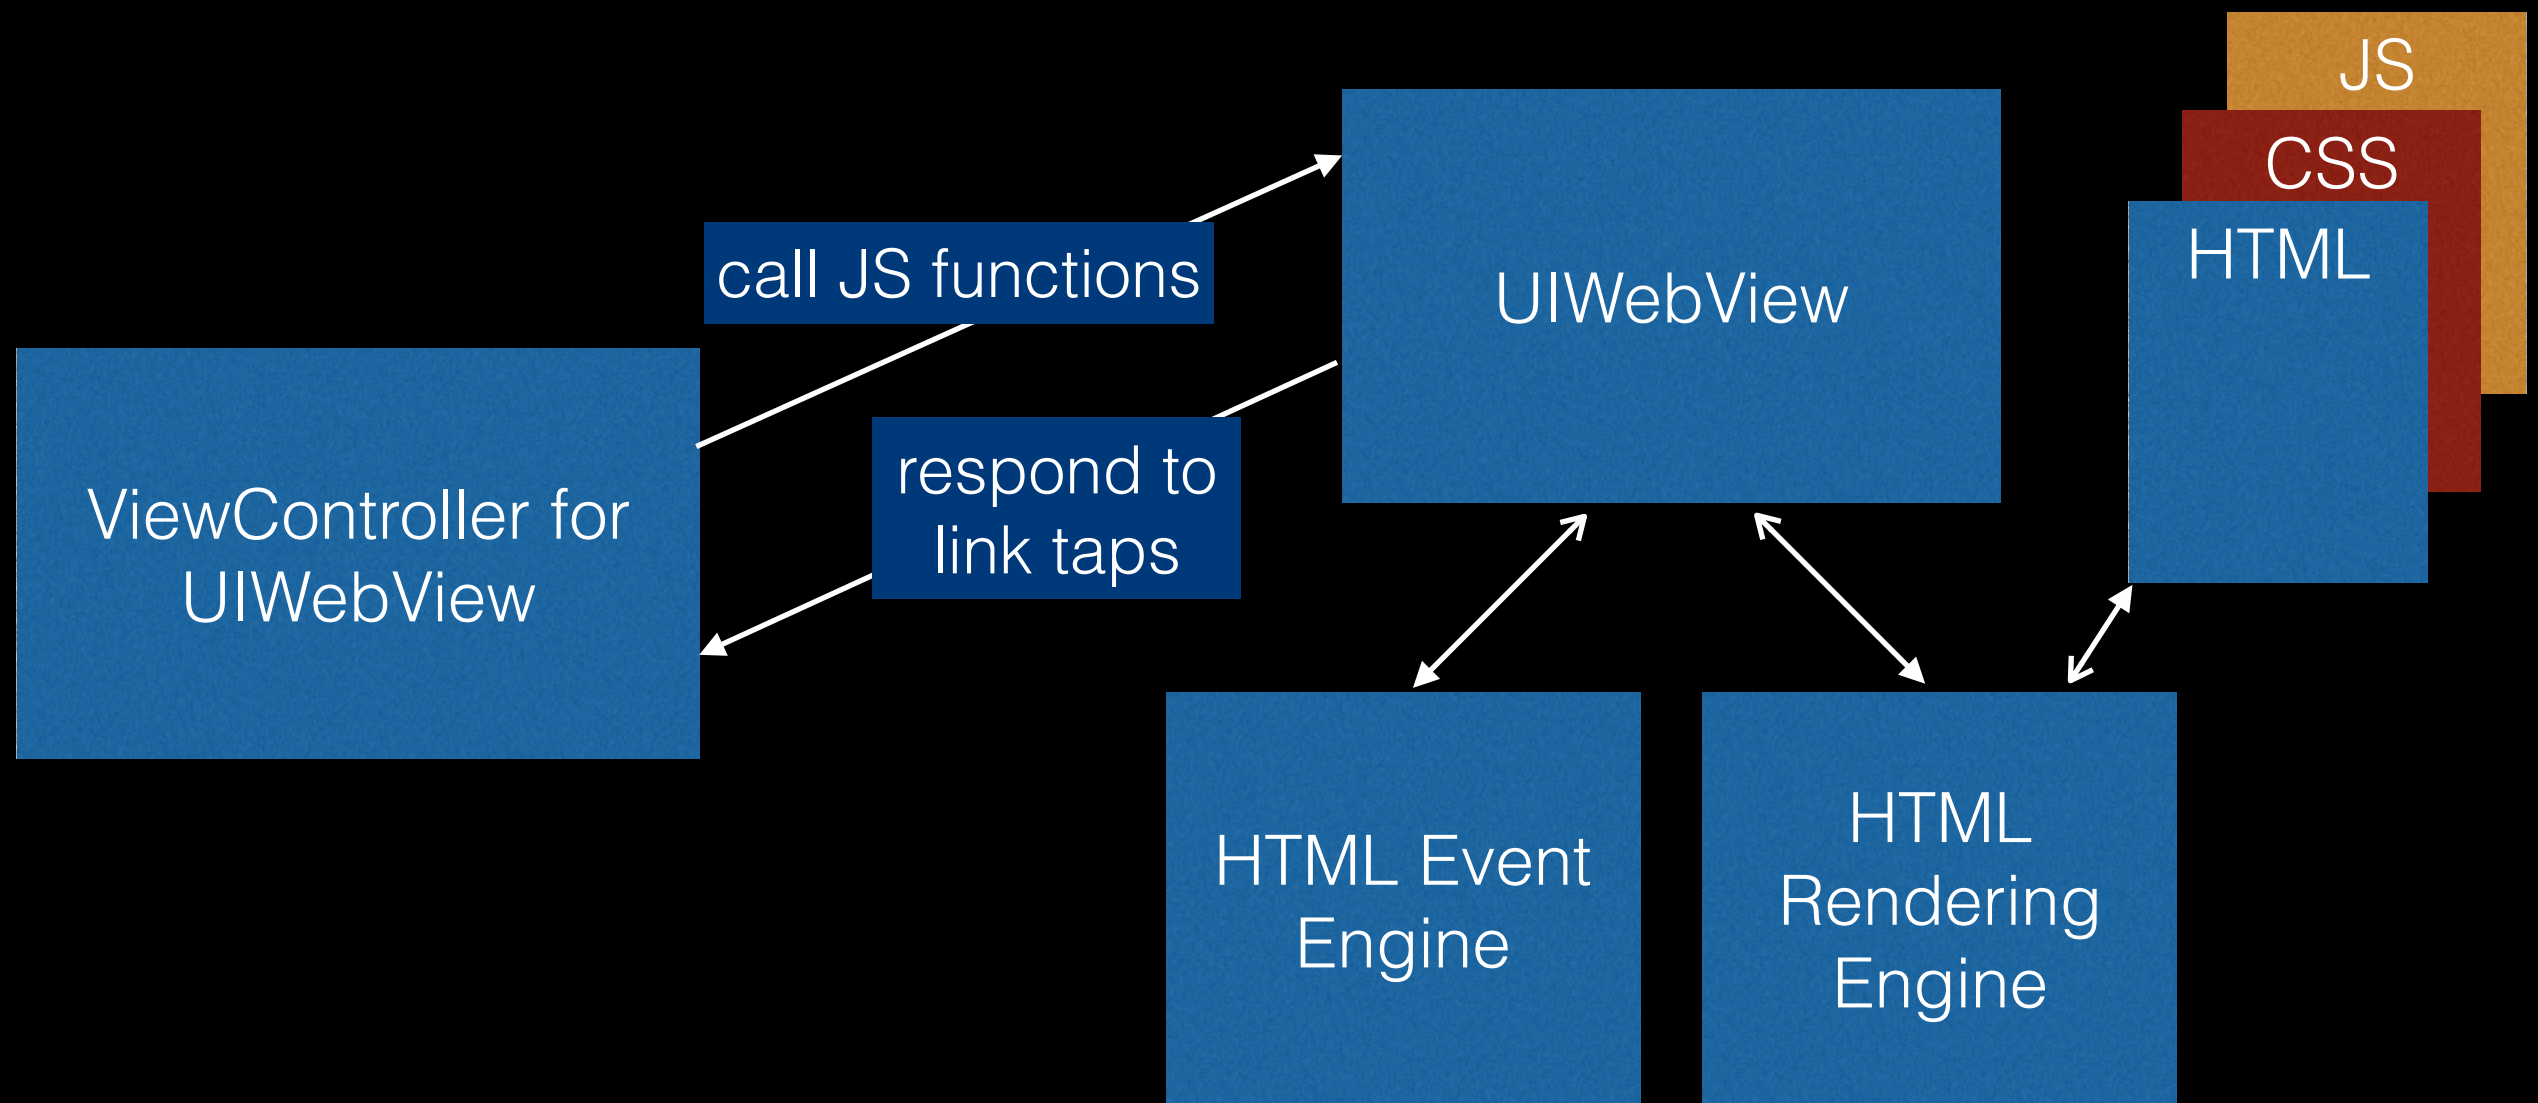 JS
CSS
HTML
call JS functions
UIWebView
respond to
link taps
ViewController for
UIWebView
HTML Event
Engine
HTML
Rendering
Engine